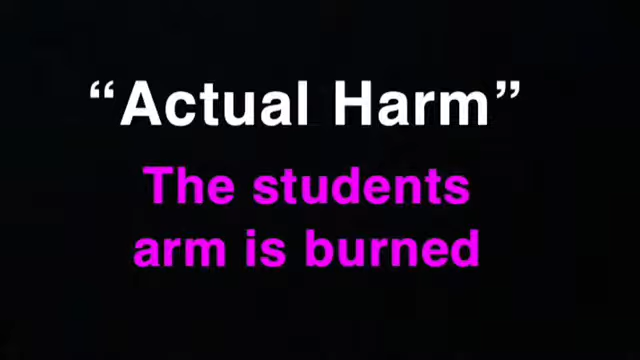 “Actual Harm”
The students
arm is burned